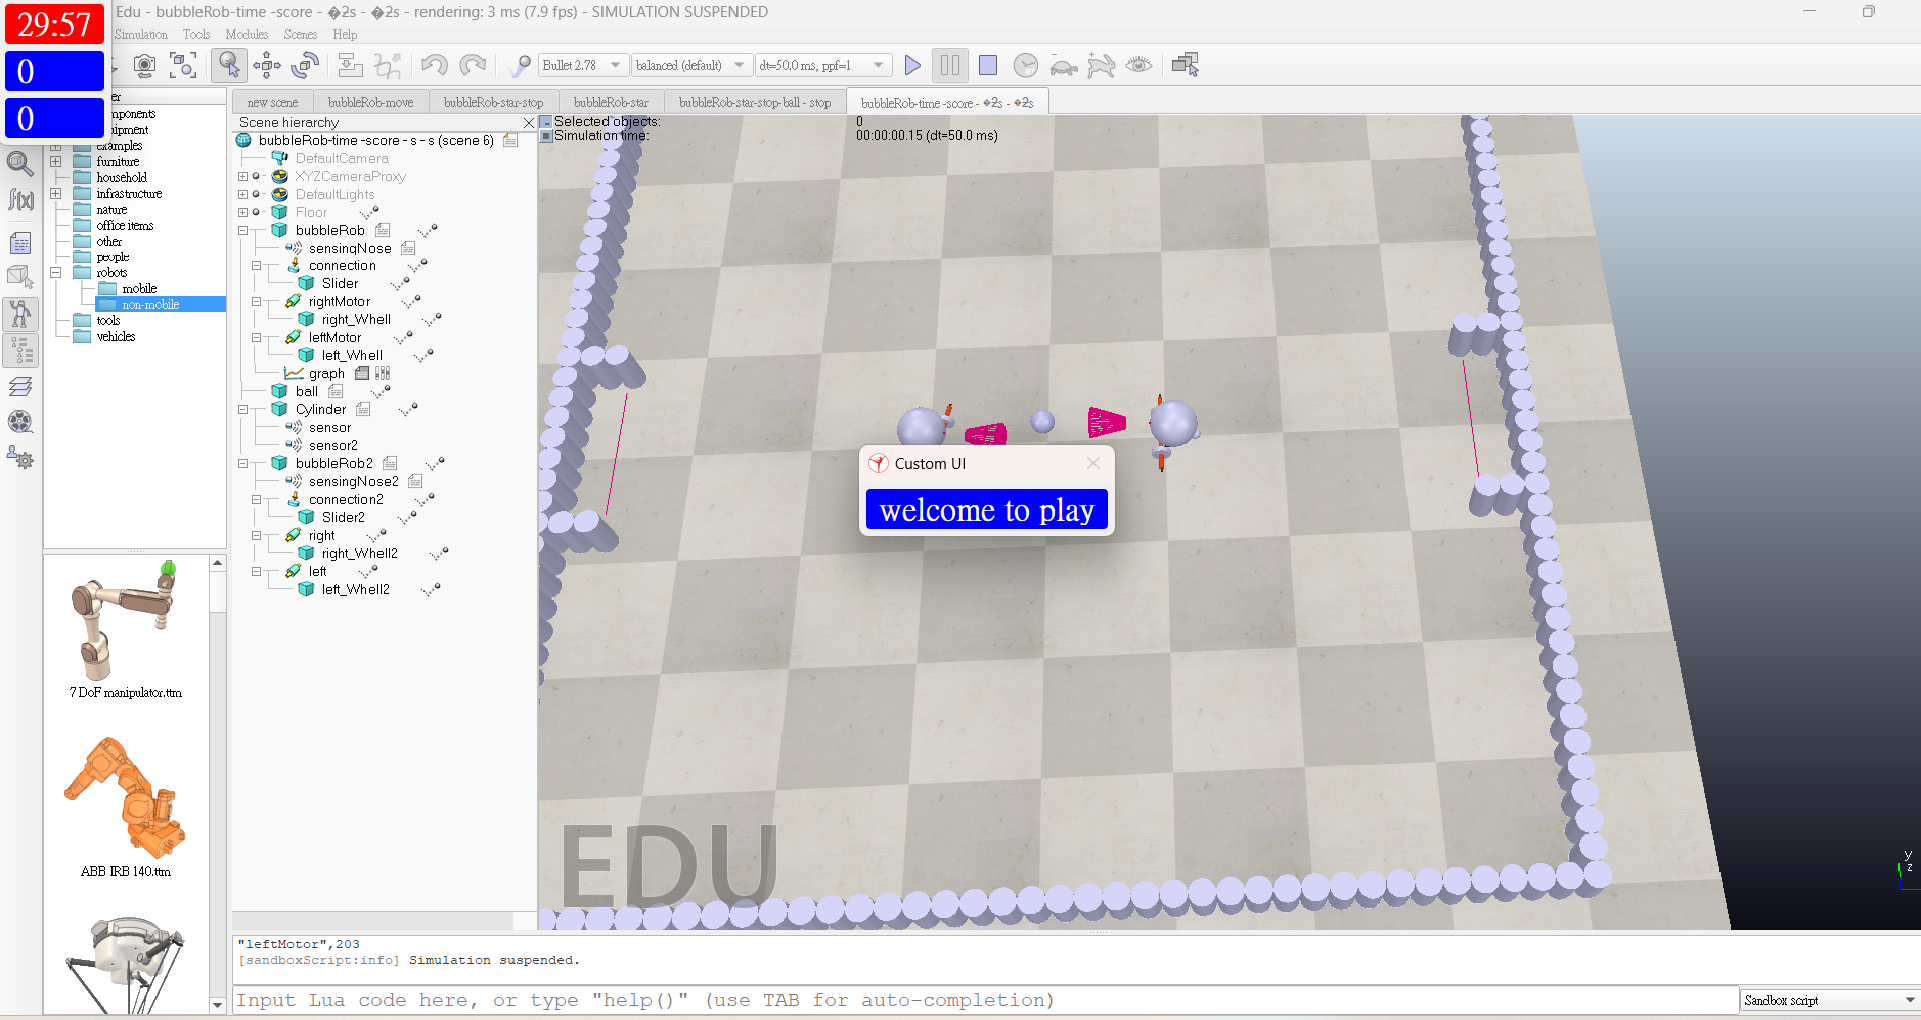 29:57
0
0
Edu - bubbleRob-time -score - �2s - �2s - rendering: 3 ms (7.9 fps) - SIMULATION SUSPENDED
Simulation Tools Modules Scenes Help
Bullet 2.78
balanced (default)
dt=50.0 ms, ppf=1
new scene
bubbleRob-move
bubbleRob-star-stop
bubbleRob-star
bubbleRob-star-stop- ball - stop
bubbleRob-time -score - �2s - �2s
examples
furniture
household
infrastructure
nature
office items
other
people
robots
mobile
non-mobile
tools
vehicles
7 DoF manipulator.ttm
ABB IRB 140.ttm
Scene hierarchy
bubbleRob-time -score - s - s (scene 6)
DefaultCamera
XYZCameraProxy
DefaultLights
Floor
bubbleRob
sensingNose
connection
Slider
rightMotor
right_Whell
leftMotor
left_Whell
graph
ball
Cylinder
sensor
sensor2
bubbleRob2
sensingNose2
connection2
Slider2
right
right_Whell2
left
left_Whell2
Selected objects: 0
Simulation time: 00:00:00.15 (dt=50.0 ms)
Custom UI
welcome to play
EDU
y
z
"leftMotor",203
[sandboxScript:info] Simulation suspended.
Input Lua code here, or type "help()" (use TAB for auto-completion)
Sandbox script